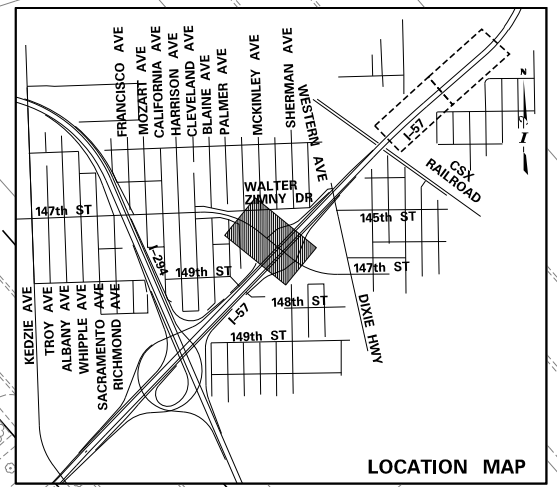 FRANCISCO AVE
MOZART AVE
CALIFORNIA AVE
HARRISON AVE
CLEVELAND AVE
BLAINE AVE
PALMER AVE
MCKINLEY AVE
SHERMAN AVE
WESTERN AVE
I-57
N
CSX
RAILROAD
WALTER
ZIMNY DR
147th ST
145th ST
I-294
149th ST
147th ST
148th ST
I-57
149th ST
DIXIE HWY
KEDZIE AVE
TROY AVE
ALBANY AVE
WHIPPLE AVE
SACRAMENTO AVE
RICHMOND AVE
LOCATION MAP